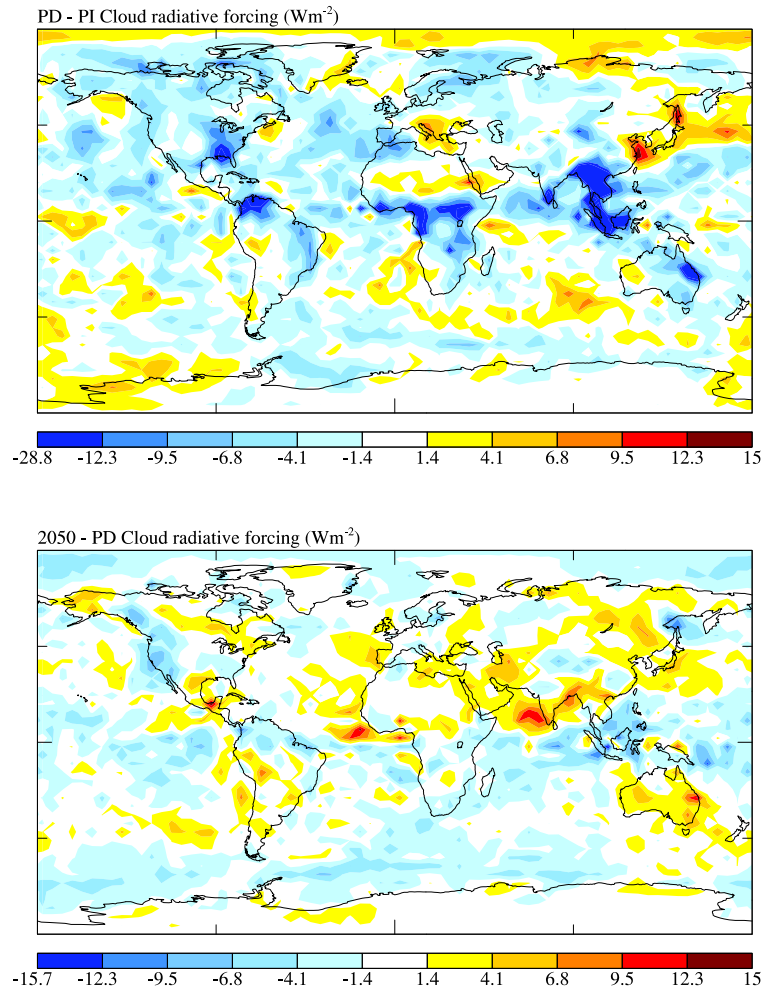 PD - PI Cloud radiative forcing (Wm-2)
-28.8 -12.3 -9.5 -6.8 -4.1 -1.4 1.4 4.1 6.8 9.5 12.3 15
2050 - PD Cloud radiative forcing (Wm-2)
-15.7 -12.3 -9.5 -6.8 -4.1 -1.4 1.4 4.1 6.8 9.5 12.3 15